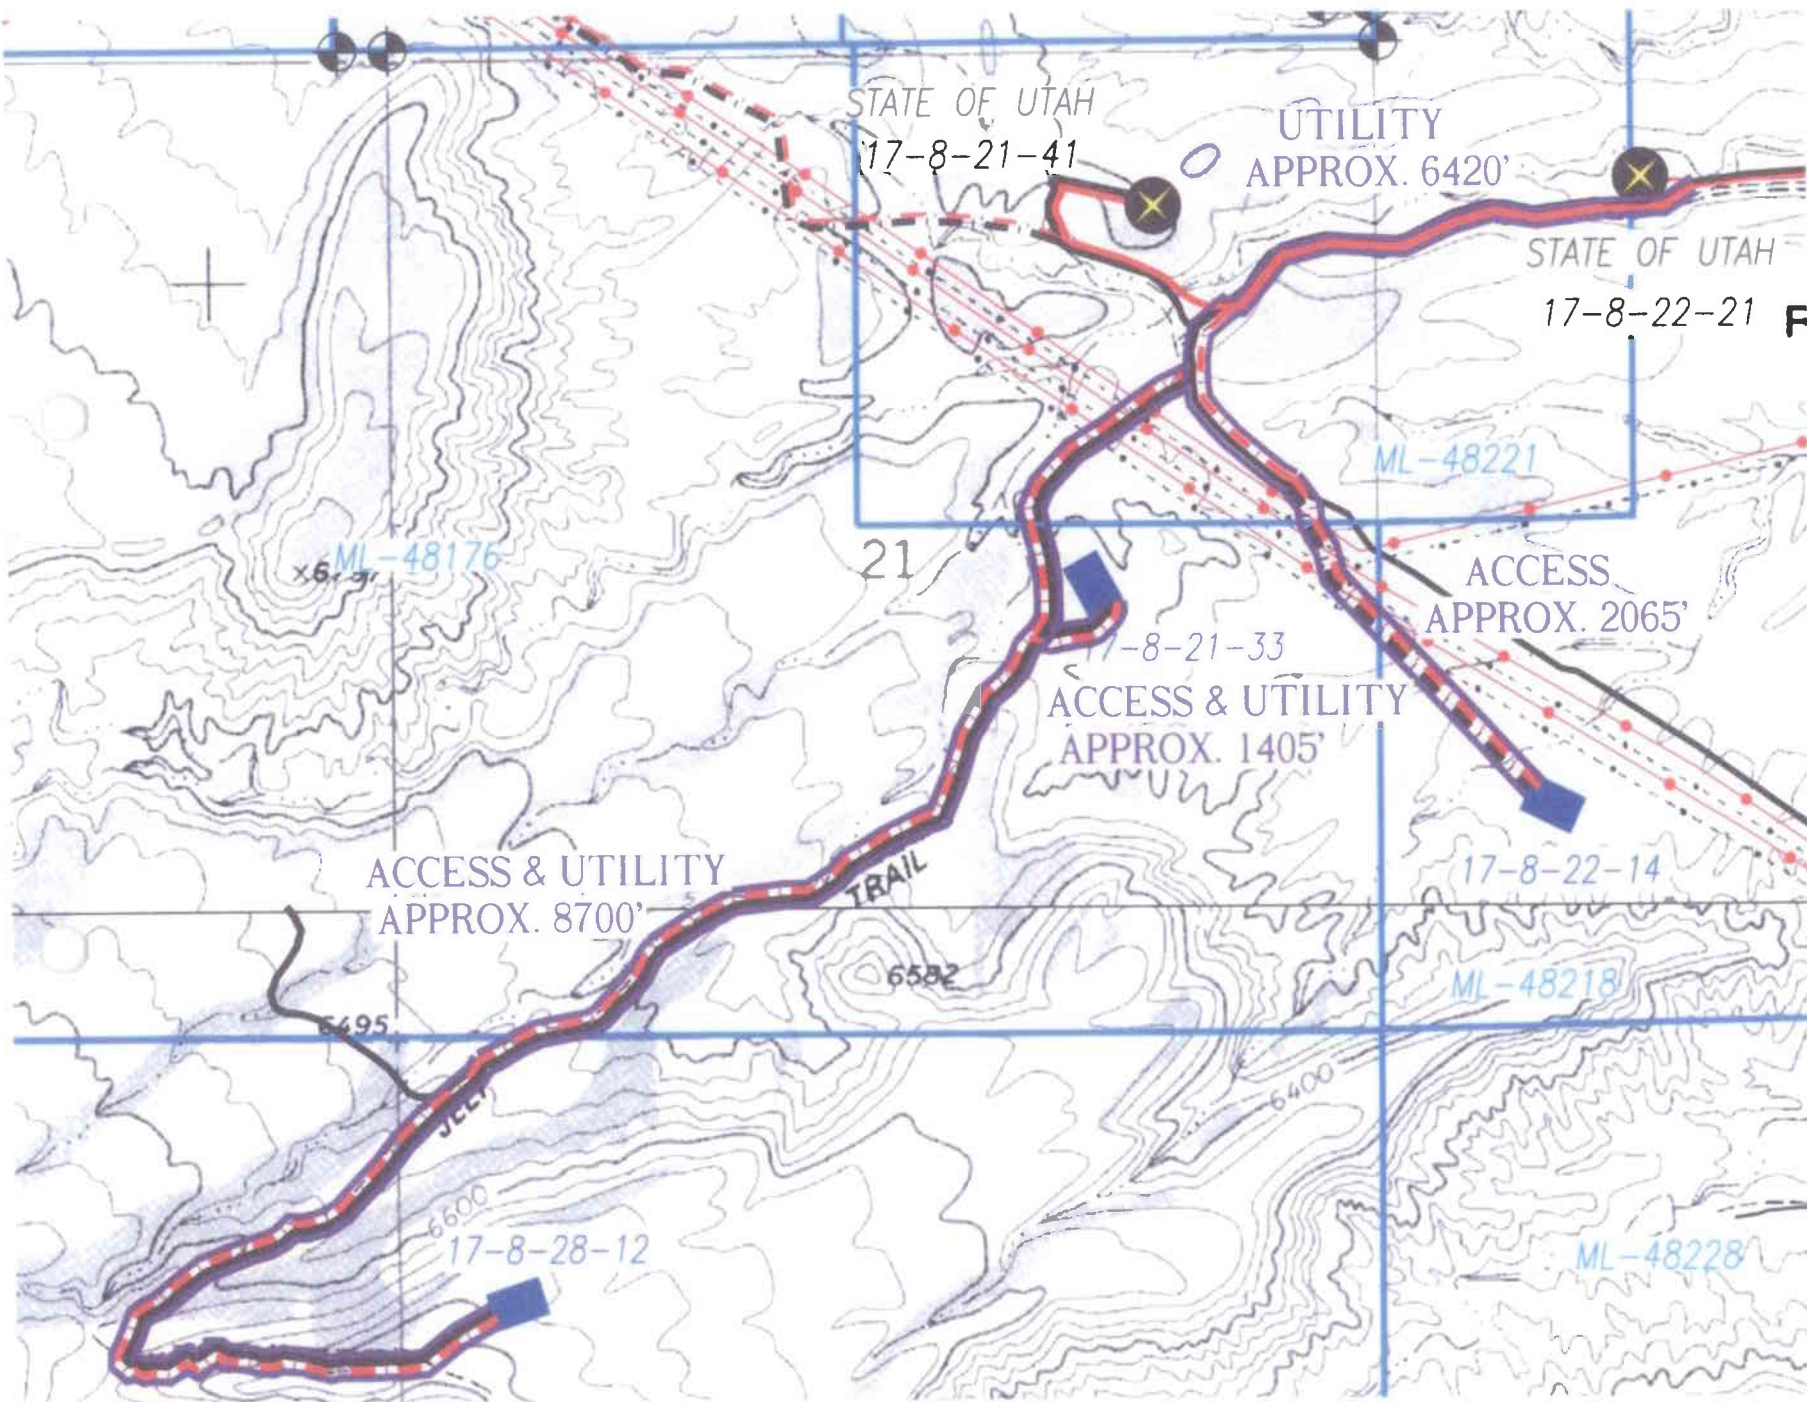 STATE OF UTAH
17-8-21-41
UTILITY
APPROX. 6420'
STATE OF UTAH
17-8-22-21
ML-48221
ML-48176
21
ACCESS
APPROX. 2065'
17-8-21-33
ACCESS & UTILITY
APPROX. 1405'
ACCESS & UTILITY
APPROX. 8700'
TRAIL
17-8-22-14
6582
ML-48218
6495
JEEP
6400
6600
17-8-28-12
ML-48228